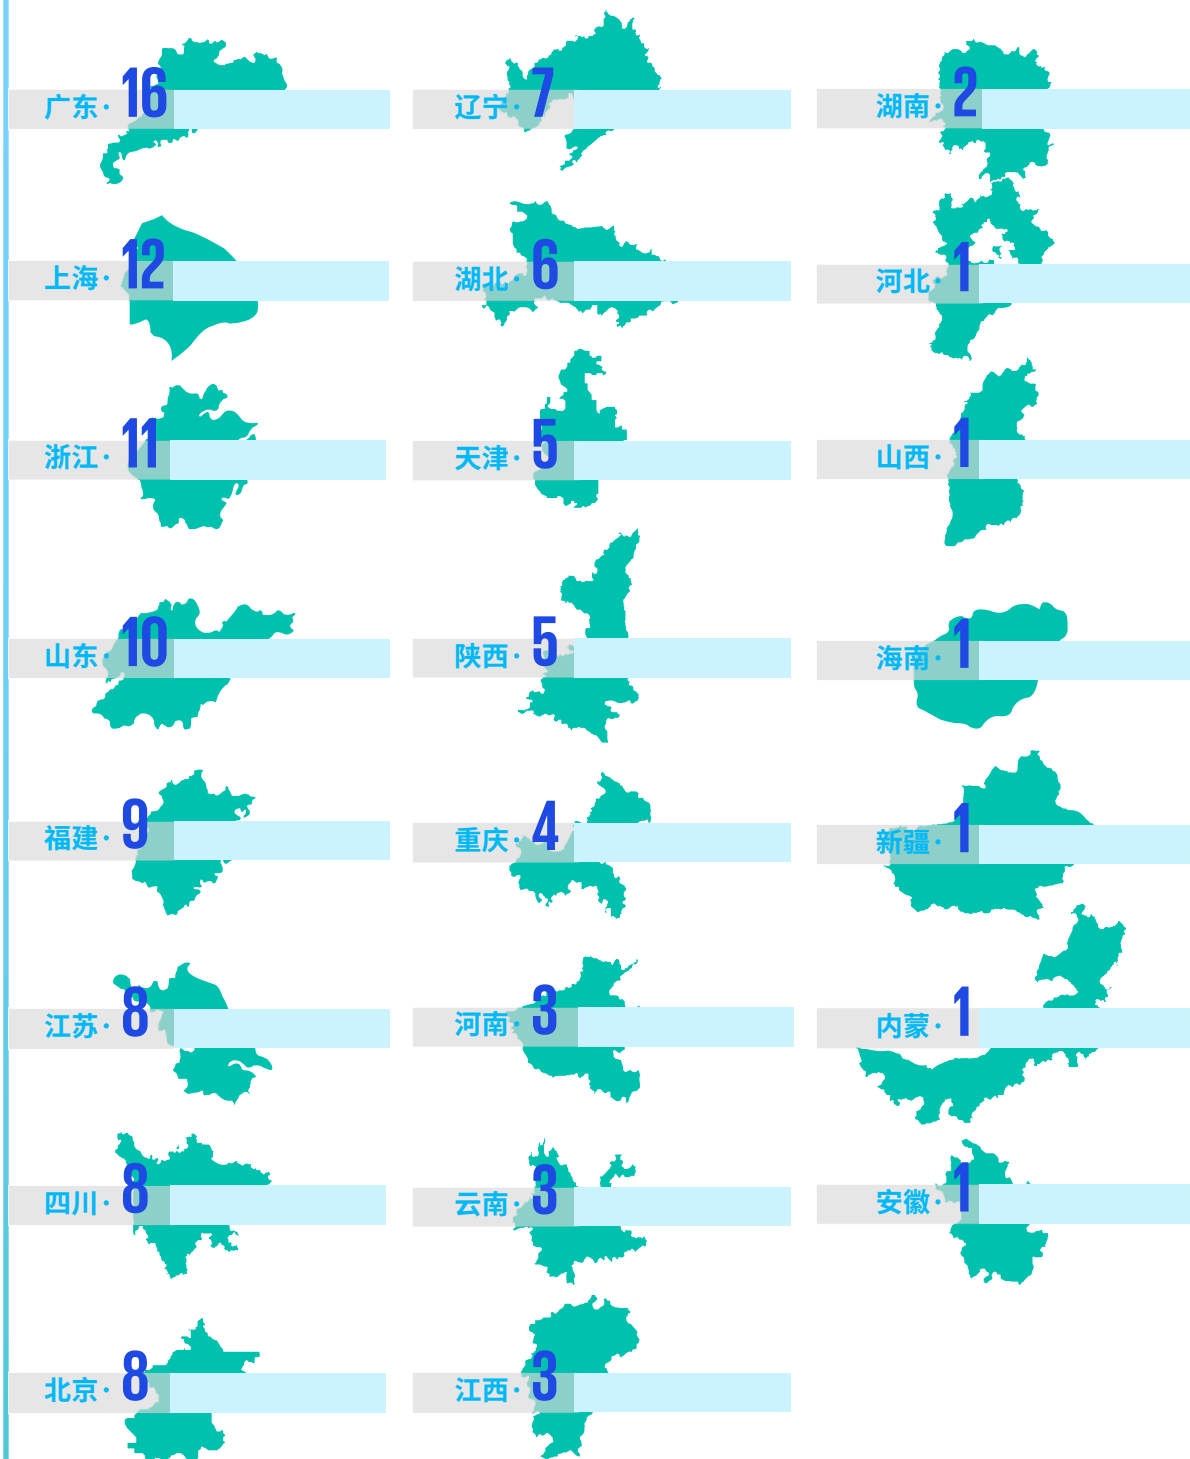 广东·16
辽宁·7
湖南·2
上海·12
湖北·6
河北·1
浙江·11
天津·5
山西·1
山东·10
陕西·5
海南·1
福建·9
重庆·4
新疆·1
江苏·8
河南·3
内蒙·1
四川·8
云南·3
安徽·1
北京·8
江西·3